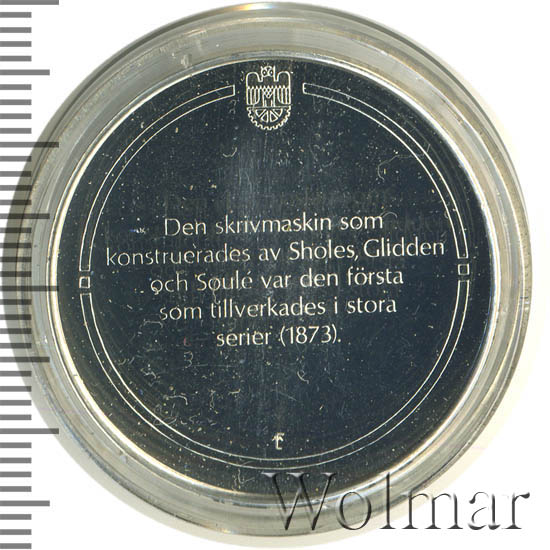 Den skrivmaskin som
konstruerades av Sholes, Glidden
och Soulé var den första
som tillverkades i stora
serier (1873).
Wolmar